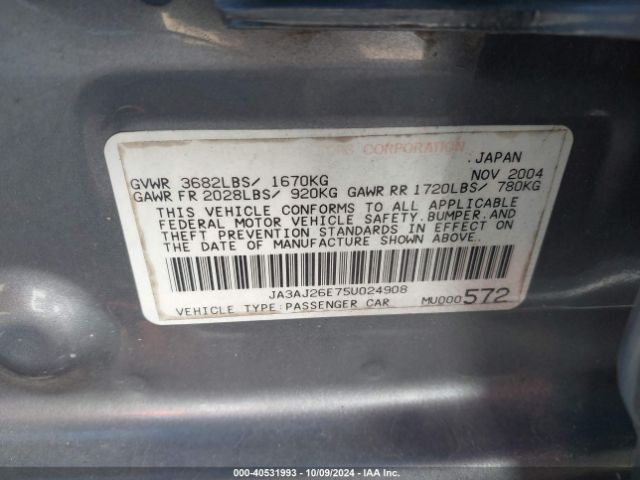 CORPORATION
JAPAN
GVWR 3682LBS/ 1670KG NOV 2004
GAWR FR 2028LBS/ 920KG GAWR RR 1720LBS/ 780KG
THIS VEHICLE CONFORMS TO ALL APPLICABLE
FEDERAL MOTOR VEHICLE SAFETY, BUMPER, AND
THEFT PREVENTION STANDARDS IN EFFECT ON
THE DATE OF MANUFACTURE SHOWN ABOVE.
JA3AJ26E75U024908
VEHICLE TYPE: PASSENGER CAR MU000572
000-40531993 - 10/09/2024 - IAAI.COM